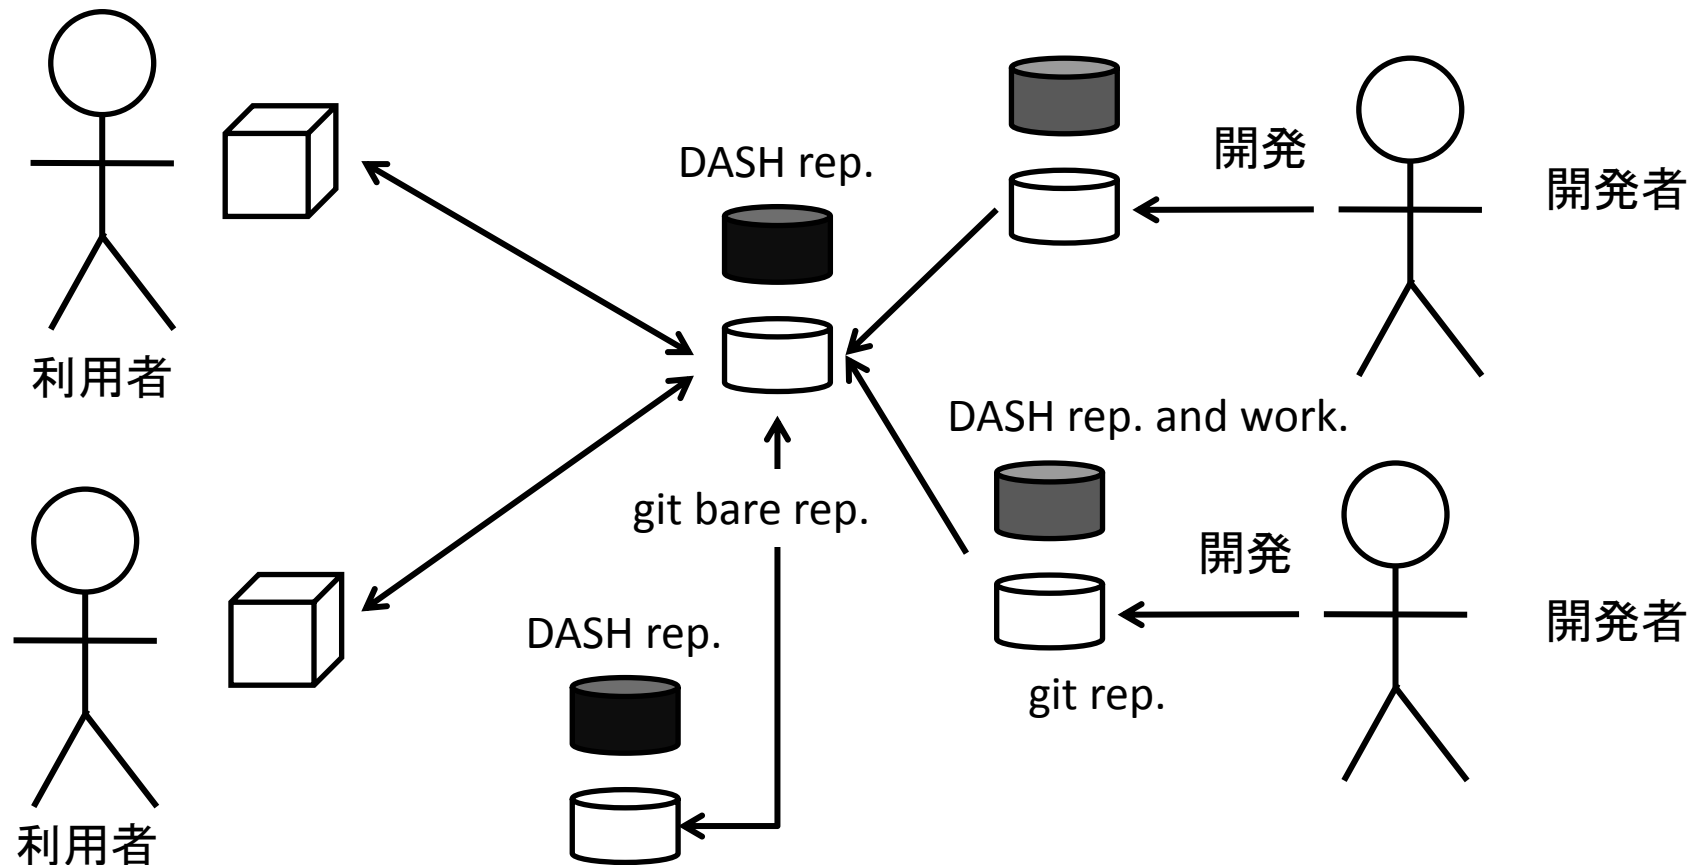 DASH rep.
開発
開発者
利用者
DASH rep. and work.
git bare rep.
開発
開発者
DASH rep.
git rep.
利用者